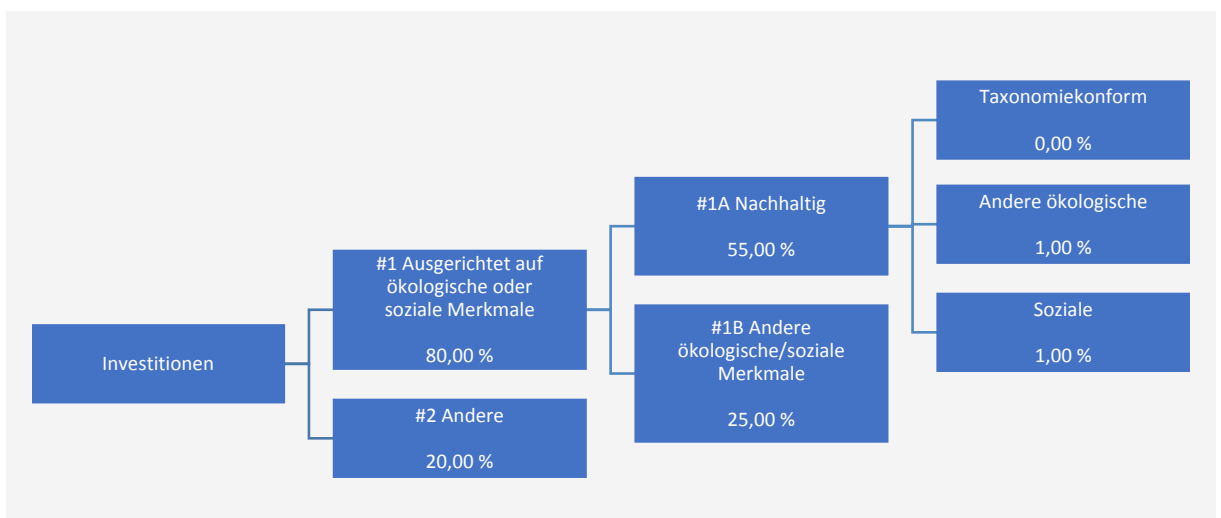 Investitionen
#1 Ausgerichtet auf
ökologische oder
soziale Merkmale
80,00 %
#2 Andere
20,00 %
#1A Nachhaltig
55,00 %
#1B Andere
ökologische/soziale
Merkmale
25,00 %
Taxonomiekonform
0,00 %
Andere ökologische
1,00 %
Soziale
1,00 %